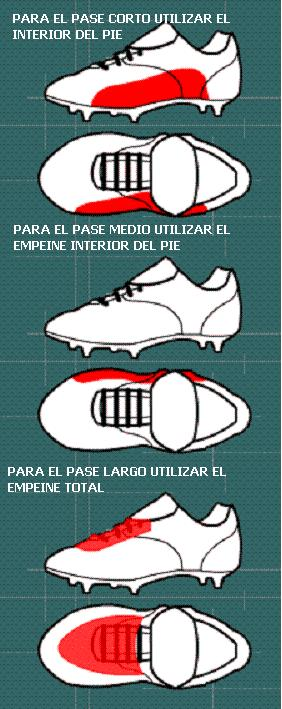 PARA EL PASE CORTO UTILIZAR EL
INTERIOR DEL PIE
PARA EL PASE MEDIO UTILIZAR EL
EMPEINE INTERIOR DEL PIE
PARA EL PASE LARGO UTILIZAR EL
EMPEINE TOTAL